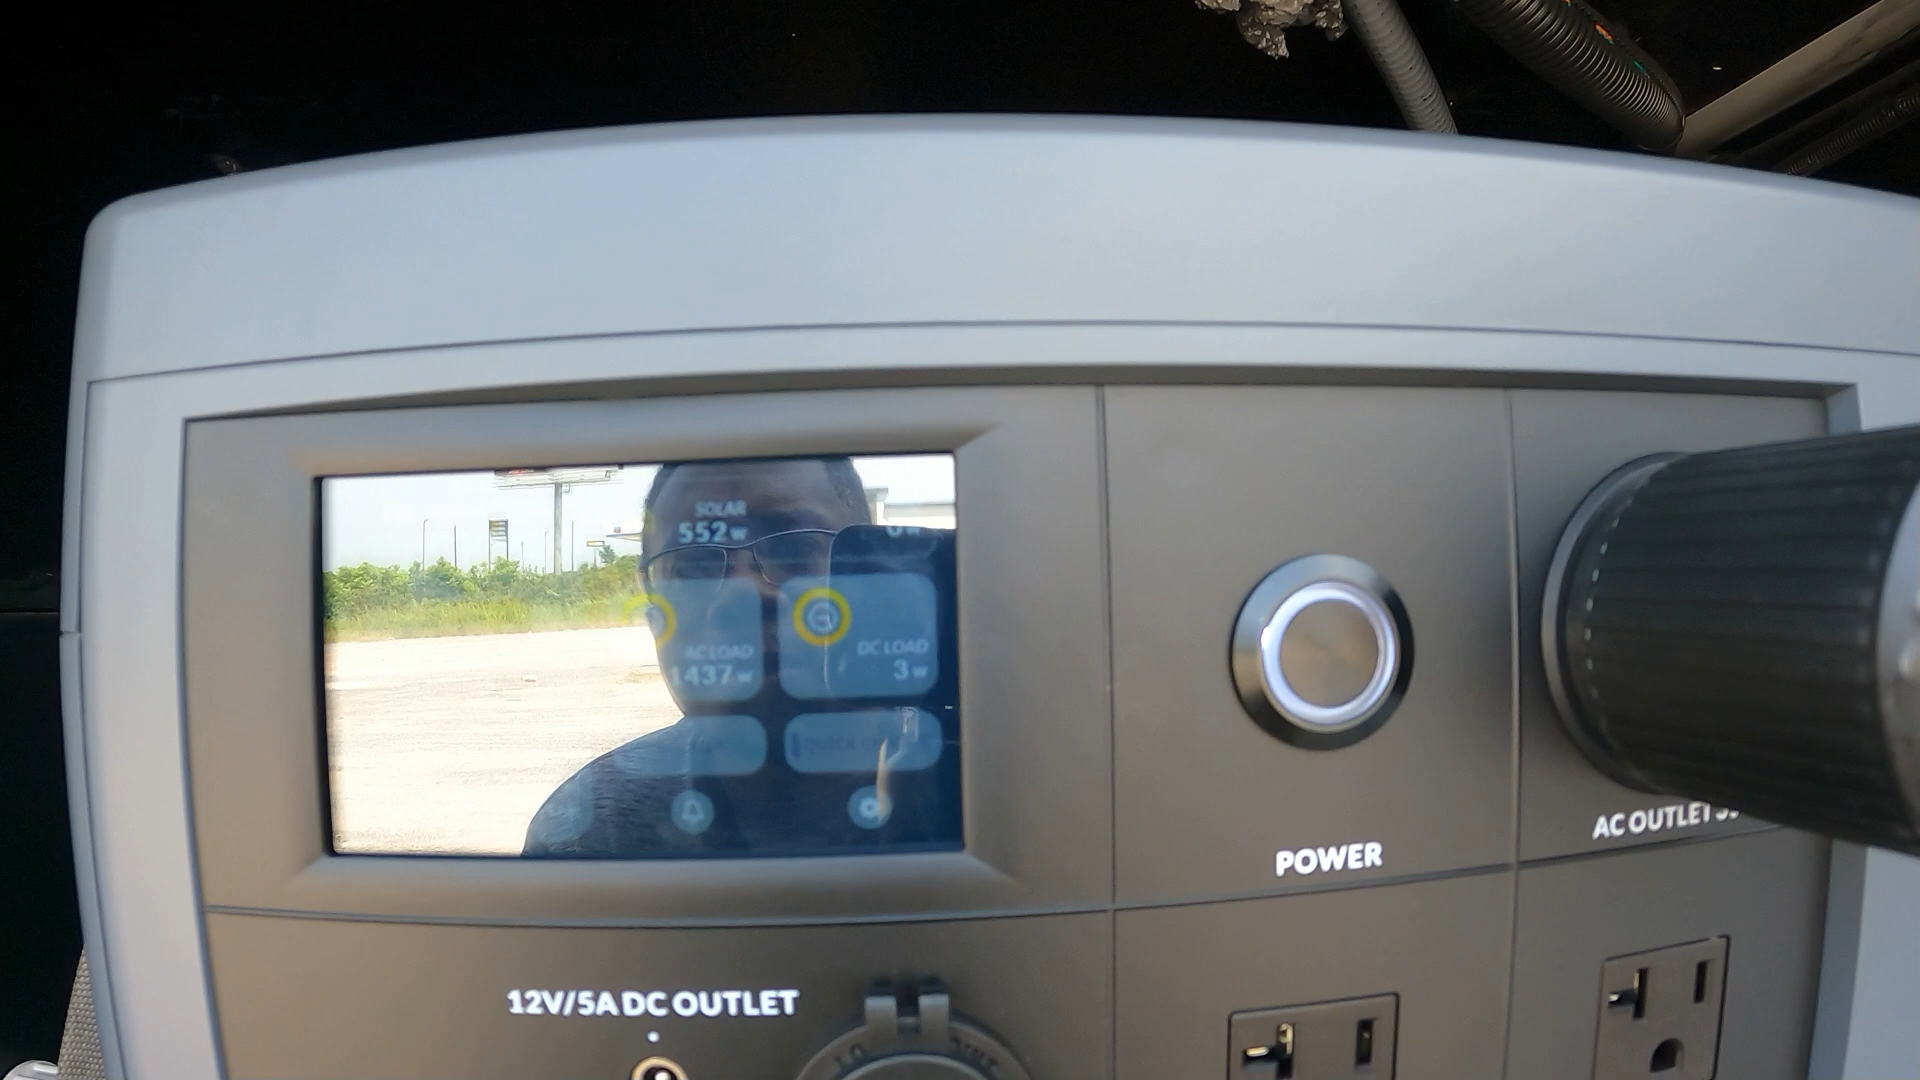 SOLAR
552w
AC LOAD
1437w
DC LOAD
3w
POWER
AC OUTLET
12V/5A DC OUTLET